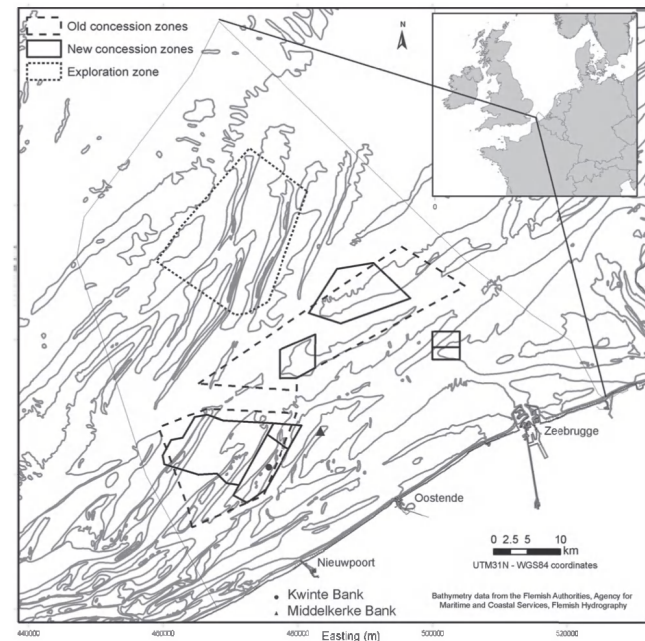 Old concession zones
New concession zones
Exploration zone
N
0
Zeebrugge
Oostende
Nieuwpoort
0 2.5 5 10
km
UTM31N - WGS84 coordinates
Kwinte Bank
Middelkerke Bank
Bathymetry data from the Flemish Authorities, Agency for
Maritime and Coastal Services, Flemish Hydrography
440000 460000 480000 500000 520000
Easting (m)